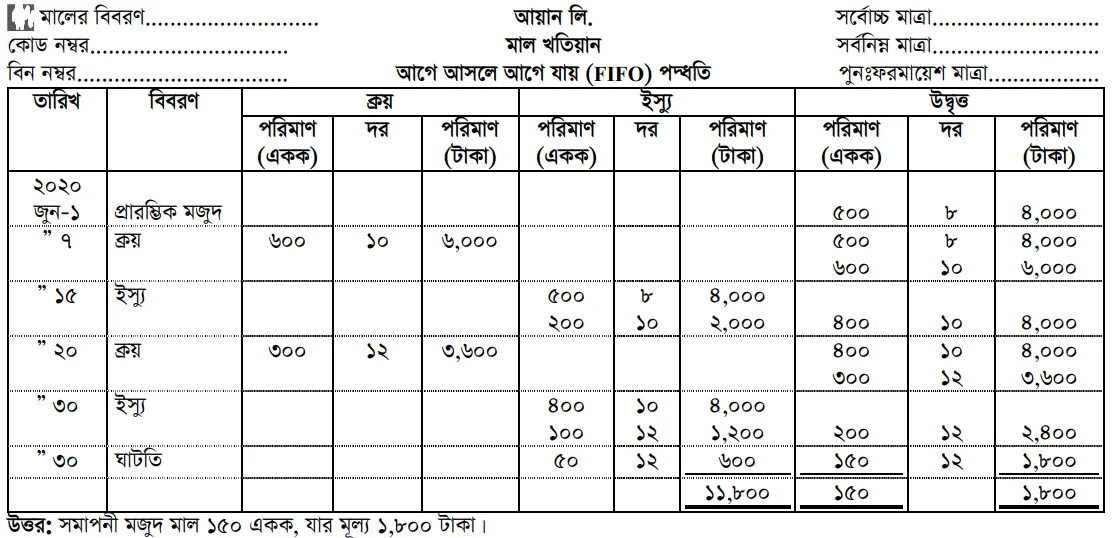 মালের বিবরণ............................ আয়ান লি. সর্বোচ্চ মাত্রা...........................
কোড নম্বর................................ মাল খতিয়ান সর্বনিম্ন মাত্রা...........................
বিন নম্বর.................................. আগে আসলে আগে যায় (FIFO) পদ্ধতি পুনঃফরমায়েশ মাত্রা..................
তারিখ বিবরণ ক্রয় ইস্যু উদ্বৃত্ত
পরিমাণ দর পরিমাণ পরিমাণ দর পরিমাণ পরিমাণ দর পরিমাণ
(একক) (টাকা) (একক) (টাকা) (একক) (টাকা)
২০২০
জুন-১ প্রারম্ভিক মজুদ ৫০০ ৮ ৪,০০০
” ৭ ক্রয় ৬০০ ১০ ৬,০০০ ৫০০ ৮ ৪,০০০
৬০০ ১০ ৬,০০০
” ১৫ ইস্যু ৫০০ ৮ ৪,০০০
২০০ ১০ ২,০০০ ৪০০ ১০ ৪,০০০
” ২০ ক্রয় ৩০০ ১২ ৩,৬০০ ৪০০ ১০ ৪,০০০
৩০০ ১২ ৩,৬০০
” ৩০ ইস্যু ৪০০ ১০ ৪,০০০
১০০ ১২ ১,২০০ ২০০ ১২ ২,৪০০
” ৩০ ঘাটতি ৫০ ১২ ৬০০ ১৫০ ১২ ১,৮০০
১১,৮০০ ১৫০ ১,৮০০
উত্তর: সমাপনী মজুদ মাল ১৫০ একক, যার মূল্য ১,৮০০ টাকা।